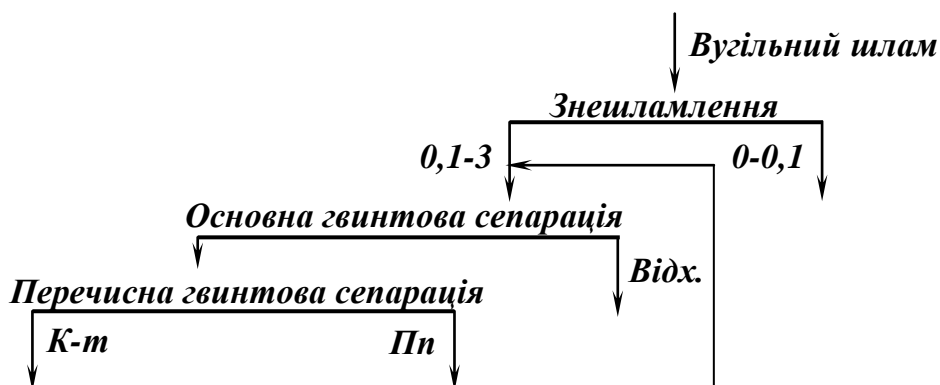 Вугільний шлам
Знешламлення
0,1-3
0-0,1
Основна гвинтова сепарація
Відх.
Перечисна гвинтова сепарація
К-т
Пп